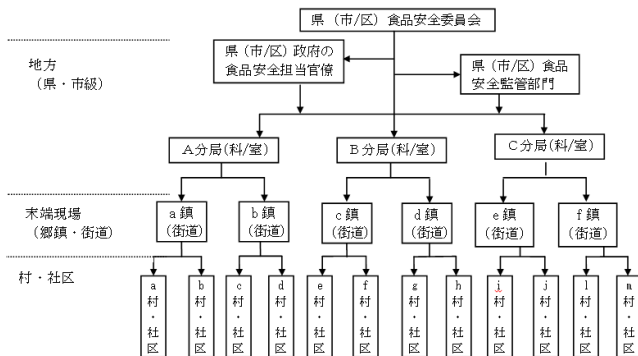 県（市/区）食品安全委員会
地方
（県・市級）
県（市/区）政府の
食品安全担当官僚
県（市/区）食品
安全監管部門
A分局(科/室)
B分局(科/室)
C分局(科/室)
末端現場
（郷鎮・街道）
a鎮
（街道）
b鎮
（街道）
c鎮
（街道）
d鎮
（街道）
e鎮
（街道）
f鎮
（街道）
村・社区
a村・社区
b村・社区
c村・社区
d村・社区
e村・社区
f村・社区
g村・社区
h村・社区
i村・社区
j村・社区
l村・社区
m村・社区